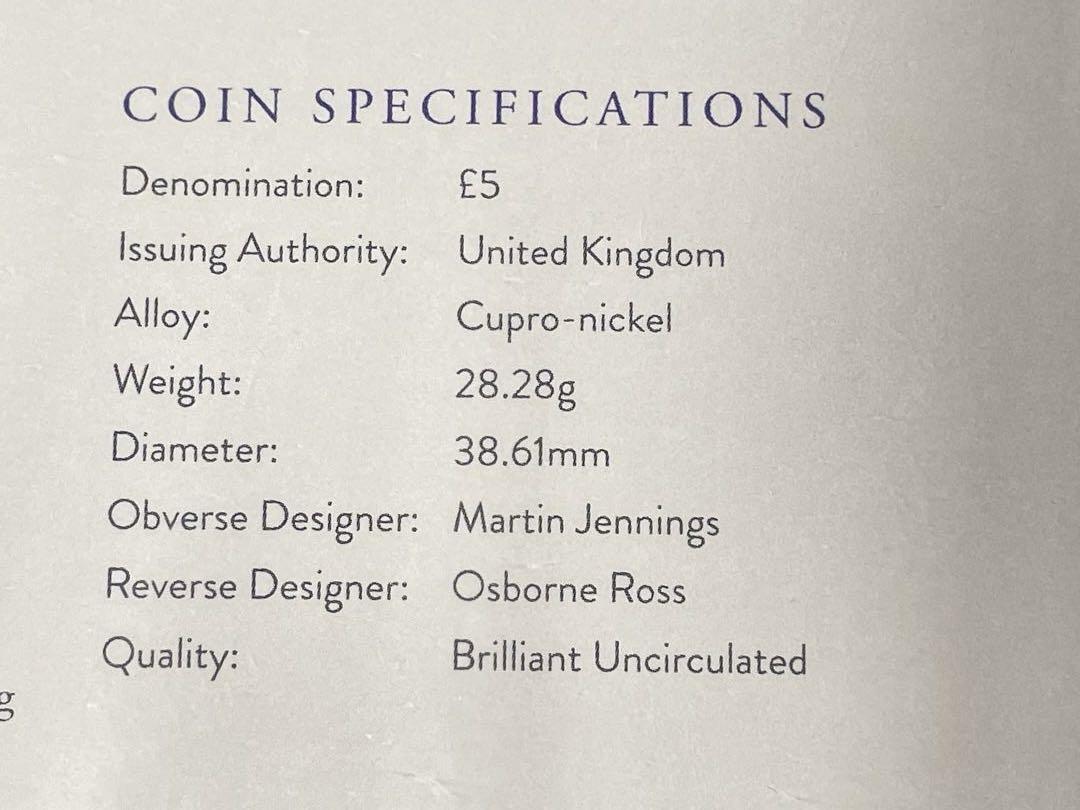 COIN SPECIFICATIONS
Denomination: £5
Issuing Authority: United Kingdom
Alloy: Cupro-nickel
Weight: 28.28g
Diameter: 38.61mm
Obverse Designer: Martin Jennings
Reverse Designer: Osborne Ross
Quality: Brilliant Uncirculated
g